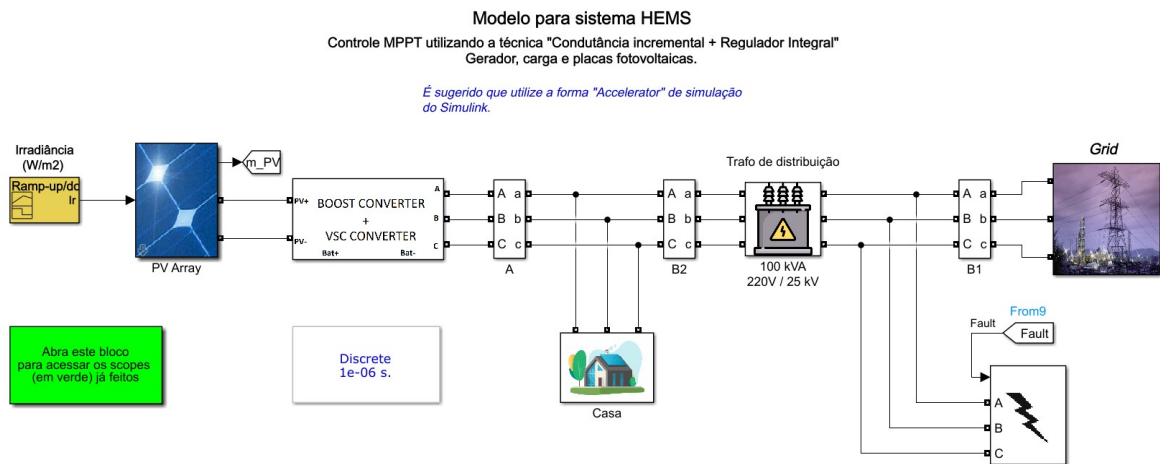 Modelo para sistema HEMS
Controle MPPT utilizando a técnica "Condutância incremental + Regulador Integral"
Gerador, carga e placas fotovoltaicas.
É sugerido que utilize a forma "Accelerator" de simulação
do Simulink.
Irradiância
(W/m2)
Ramp-up/do
Ir
m_PV
PV Array
PV+
PV-
BOOST CONVERTER
+
VSC CONVERTER
Bat+
Bat-
A
B
C
A a
B b
C c
A
A a
B b
C c
B2
Trafo de distribuição
100 kVA
220V / 25 kV
A a
B b
C c
B1
Grid
From9
Fault
Fault
A
B
C
Abra este bloco
para acessar os scopes
(em verde) já feitos
Discrete
1e-06 s.
Casa